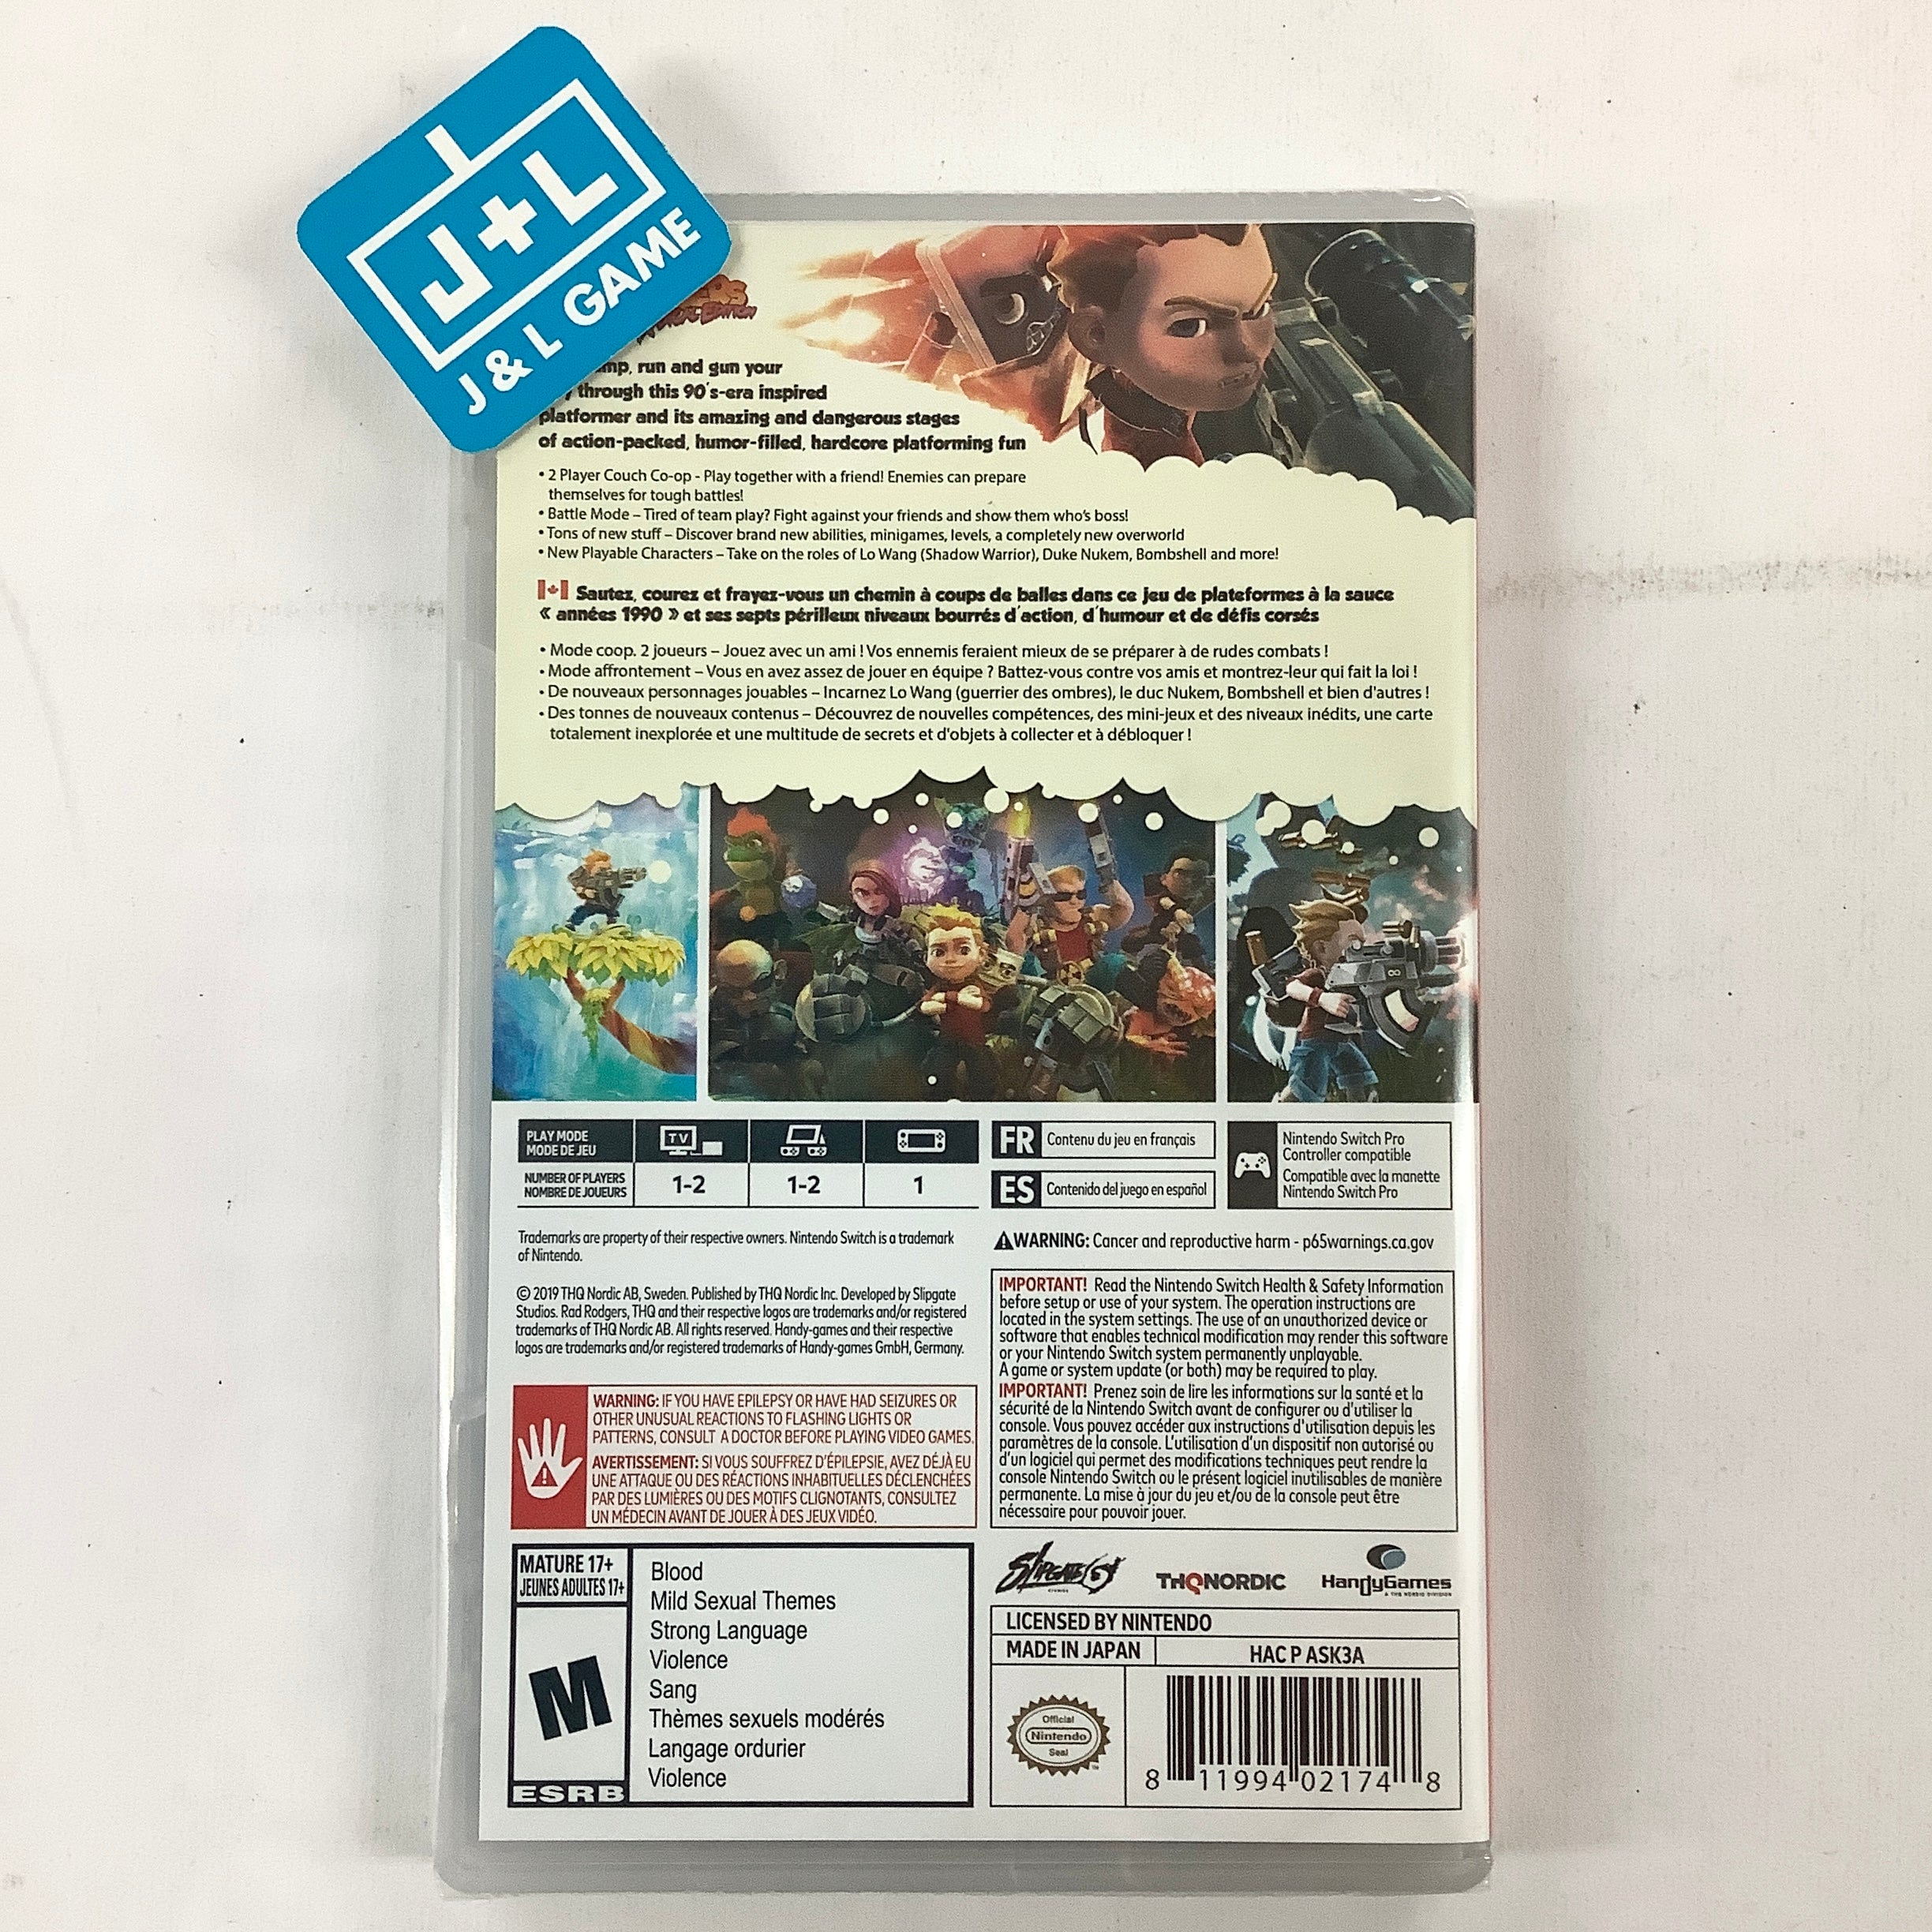 J+L
J & L GAME
EDITION
run and gun your
through this 90's-era inspired
platformer and its amazing and dangerous stages
of action-packed, humor-filled, hardcore platforming fun
• 2 Player Couch Co-op - Play together with a friend! Enemies can prepare
themselves for tough battles!
• Battle Mode – Tired of team play? Fight against your friends and show them who's boss!
• Tons of new stuff – Discover brand new abilities, minigames, levels, a completely new overworld
• New Playable Characters – Take on the roles of Lo Wang (Shadow Warrior), Duke Nukem, Bombshell and more!
Sautez, courez et frayez-vous un chemin à coups de balles dans ce jeu de plateformes à la sauce
« années 1990 » et ses septs périlleux niveaux bourrés d'action, d'humour et de défis corsés
• Mode coop. 2 joueurs – Jouez avec un ami ! Vos ennemis feraient mieux de se préparer à de rudes combats !
• Mode affrontement – Vous en avez assez de jouer en équipe ? Battez-vous contre vos amis et montrez-leur qui fait la loi !
• De nouveaux personnages jouables – Incarnez Lo Wang (guerrier des ombres), le duc Nukem, Bombshell et bien d'autres !
• Des tonnes de nouveaux contenus – Découvrez de nouvelles compétences, des mini-jeux et des niveaux inédits, une carte
totalement inexplorée et une multitude de secrets et d'objets à collecter et à débloquer !
PLAY MODE
MODE DE JEU
TV
NUMBER OF PLAYERS
NOMBRE DE JOUEURS
1-2
1-2
1
FR Contenu du jeu en français
ES Contenido del juego en español
Nintendo Switch Pro
Controller compatible
Compatible avec la manette
Nintendo Switch Pro
Trademarks are property of their respective owners. Nintendo Switch is a trademark
of Nintendo.
© 2019 THQ Nordic AB, Sweden. Published by THQ Nordic Inc. Developed by Slipgate
Studios. Rad Rodgers, THQ and their respective logos are trademarks and/or registered
trademarks of THQ Nordic AB. All rights reserved. Handy-games and their respective
logos are trademarks and/or registered trademarks of Handy-games GmbH, Germany.
WARNING: Cancer and reproductive harm - p65warnings.ca.gov
IMPORTANT! Read the Nintendo Switch Health & Safety Information
before setup or use of your system. The operation instructions are
located in the system settings. The use of an unauthorized device or
software that enables technical modification may render this software
or your Nintendo Switch system permanently unplayable.
A game or system update (or both) may be required to play.
IMPORTANT! Prenez soin de lire les informations sur la santé et la
sécurité de la Nintendo Switch avant de configurer ou d'utiliser la
console. Vous pouvez accéder aux instructions d'utilisation depuis les
paramètres de la console. L'utilisation d'un dispositif non autorisé ou
d'un logiciel qui permet des modifications techniques peut rendre la
console Nintendo Switch ou le présent logiciel inutilisables de manière
permanente. La mise à jour du jeu et/ou de la console peut être
nécessaire pour pouvoir jouer.
WARNING: IF YOU HAVE EPILEPSY OR HAVE HAD SEIZURES OR
OTHER UNUSUAL REACTIONS TO FLASHING LIGHTS OR
PATTERNS, CONSULT A DOCTOR BEFORE PLAYING VIDEO GAMES.
AVERTISSEMENT: SI VOUS SOUFFREZ D'ÉPILEPSIE, AVEZ DÉJÀ EU
UNE ATTAQUE OU DES RÉACTIONS INHABITUELLES DÉCLENCHÉES
PAR DES LUMIÈRES OU DES MOTIFS CLIGNOTANTS, CONSULTEZ
UN MÉDECIN AVANT DE JOUER À DES JEUX VIDÉO.
MATURE 17+
JEUNES ADULTES 17+
M
ESRB
Blood
Mild Sexual Themes
Strong Language
Violence
Sang
Thèmes sexuels modérés
Langage ordurier
Violence
SLIPGATE
THQNORDIC
HandyGames
A THQ NORDIC DIVISION
LICENSED BY NINTENDO
MADE IN JAPAN
HAC P ASK3A
Official
Nintendo
Seal
8 11994 02174 8